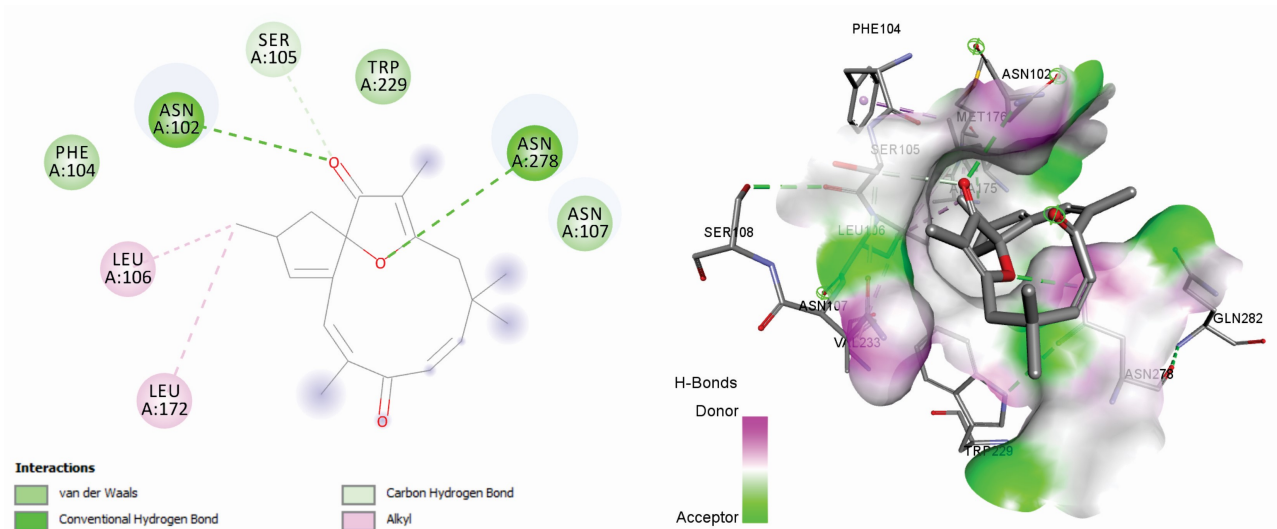 SER
A:105
TRP
A:229
ASN
A:102
ASN
A:278
PHE
A:104
ASN
A:107
LEU
A:106
LEU
A:172
O
O
O
Interactions
van der Waals
Conventional Hydrogen Bond
Carbon Hydrogen Bond
Alkyl
PHE104
ASN102
MET176
SER105
ALA175
SER108
LEU106
ASN107
VAL233
GLN282
ASN278
TRP229
H-Bonds
Donor
Acceptor